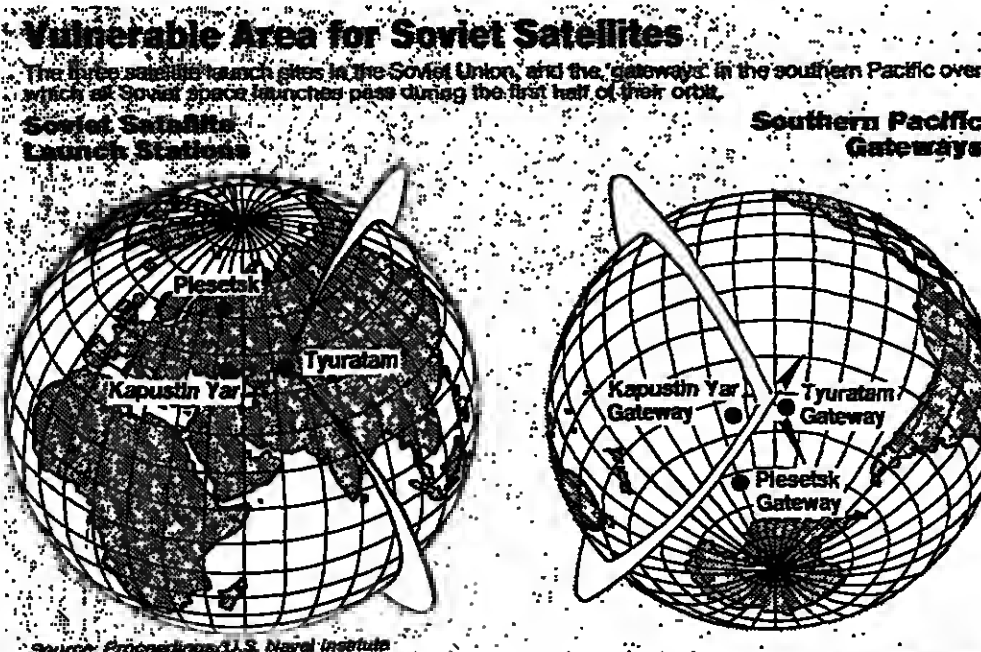 Vulnerable Area for Soviet Satellites
The three satellite launch sites in the Soviet Union, and the 'gateways' in the southern Pacific over
which all Soviet space launches pass during the first half of their orbit.
Soviet Satellite
Launch Stations
Southern Pacific
Gateways
Plesetsk
Tyuratam
Kapustin Yar
Kapustin Yar
Gateway
Tyuratam
Gateway
Plesetsk
Gateway
Source: Proceedings/U.S. Naval Institute